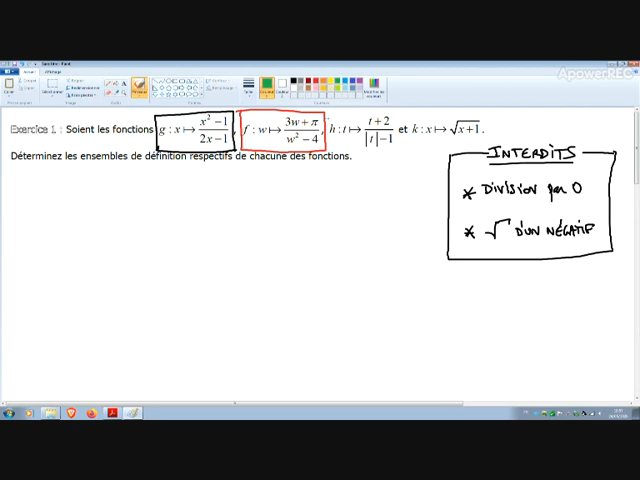 ApowerREC
Exercice 1 : Soient les fonctions g : x ↦ (x² − 1)/(2x − 1), f : w ↦ (3w + π)/(w² − 4), h : t ↦ (t + 2)/(|t| − 1) et k : x ↦ √(x + 1).
Déterminez les ensembles de définition respectifs de chacune des fonctions.
INTERDITS
* DIVISION par 0
* √ D'UN NÉGATIF